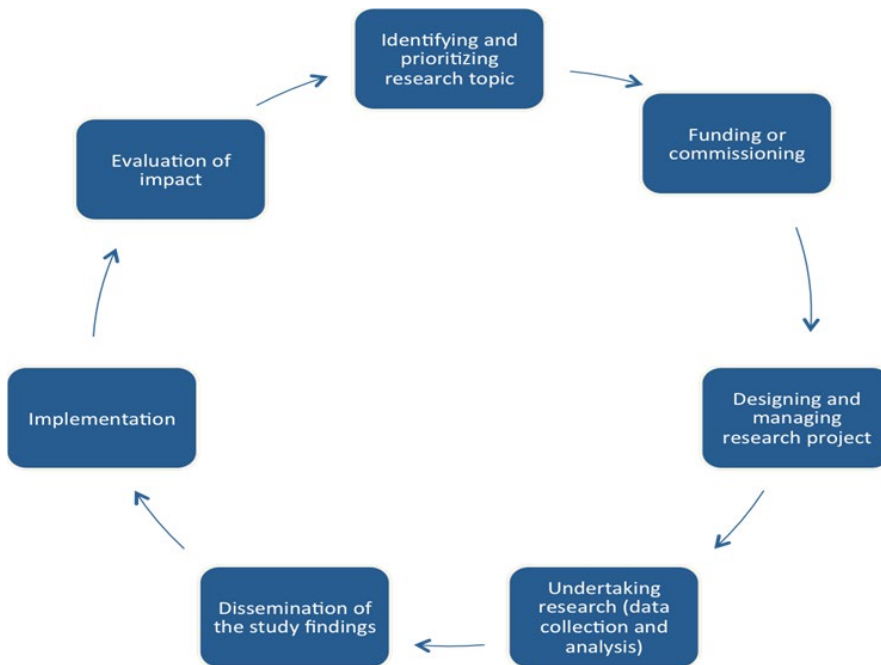 Identifying and
prioritizing
research topic
Funding or
commissioning
Designing and
managing
research project
Undertaking
research (data
collection and
analysis)
Dissemination of
the study findings
Implementation
Evaluation of
impact